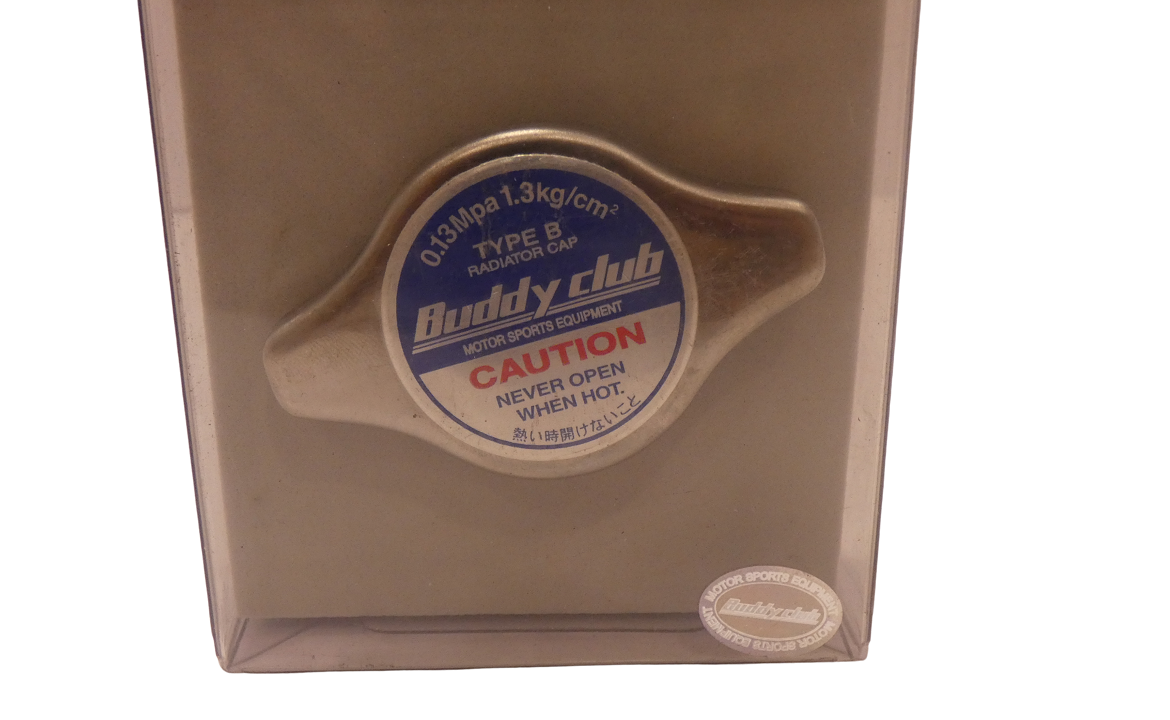 0.13Mpa 1.3kg/cm²
TYPE B
RADIATOR CAP
Buddy club
MOTOR SPORTS EQUIPMENT
CAUTION
NEVER OPEN
WHEN HOT.
熱い時開けないこと
MOTOR SPORTS EQUIPMENT
Buddy club
MOTOR SPORTS EQUIPMENT